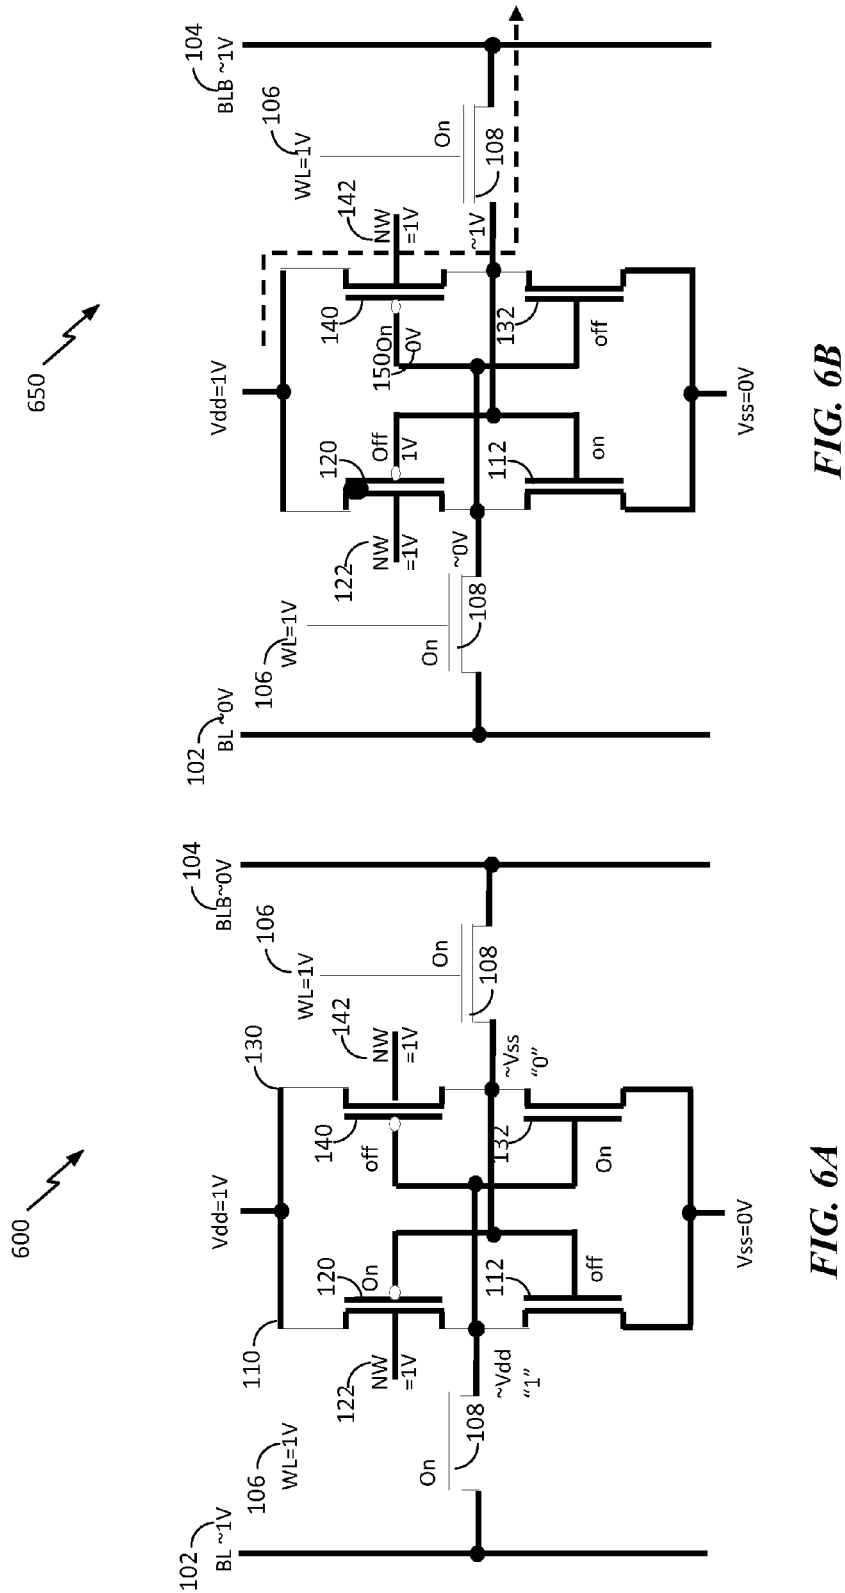 600
102
BL ~1V
106
WL=1V
110
Vdd=1V
130
106
WL=1V
104
BLB~0V
122
NW
=1V
120
On
off
140
142
NW
=1V
On
108
~Vdd
"1"
112
off
On
132
~Vss
"0"
On
108
Vss=0V
FIG. 6A
650
102
BL ~0V
106
WL=1V
Vdd=1V
106
WL=1V
104
BLB ~1V
122
NW
=1V
120
Off
1V
150
On
0V
140
142
NW
=1V
On
108
~0V
112
on
off
132
~1V
On
108
Vss=0V
FIG. 6B